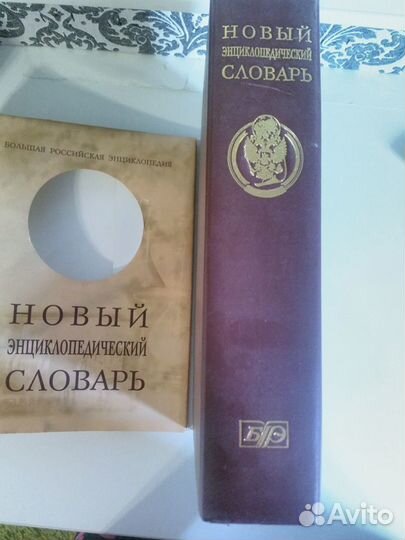 БОЛЬШАЯ РОССИЙСКАЯ ЭНЦИКЛОПЕДИЯ
НОВЫЙ
ЭНЦИКЛОПЕДИЧЕСКИЙ
СЛОВАРЬ
НОВЫЙ
ЭНЦИКЛОПЕДИЧЕСКИЙ
СЛОВАРЬ
БРЭ
Avito